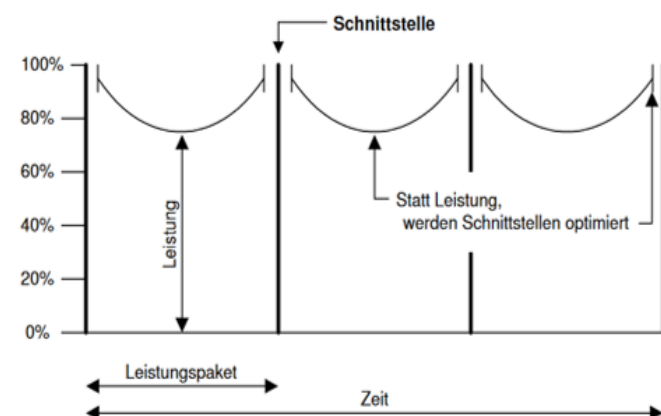 Schnittstelle
100%
80%
60%
40%
20%
0%
Leistung
Statt Leistung,
werden Schnittstellen optimiert
Leistungspaket
Zeit